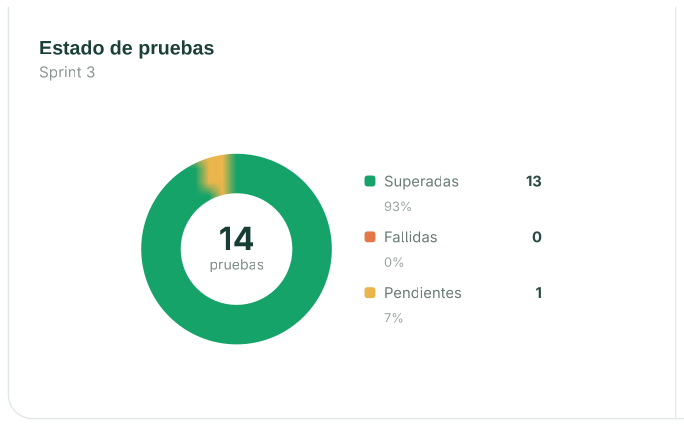 Estado de pruebas
Sprint 3
14
pruebas
Superadas 13
93%
Fallidas 0
0%
Pendientes 1
7%